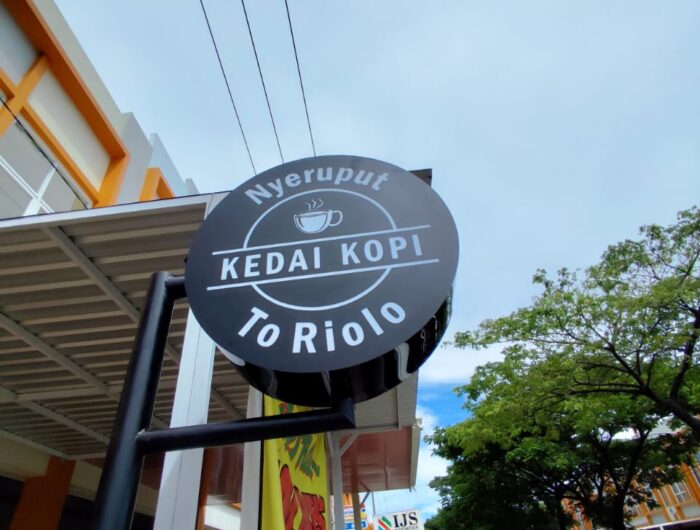 Nyeruput
KEDAI KOPI
To Riolo
IJS